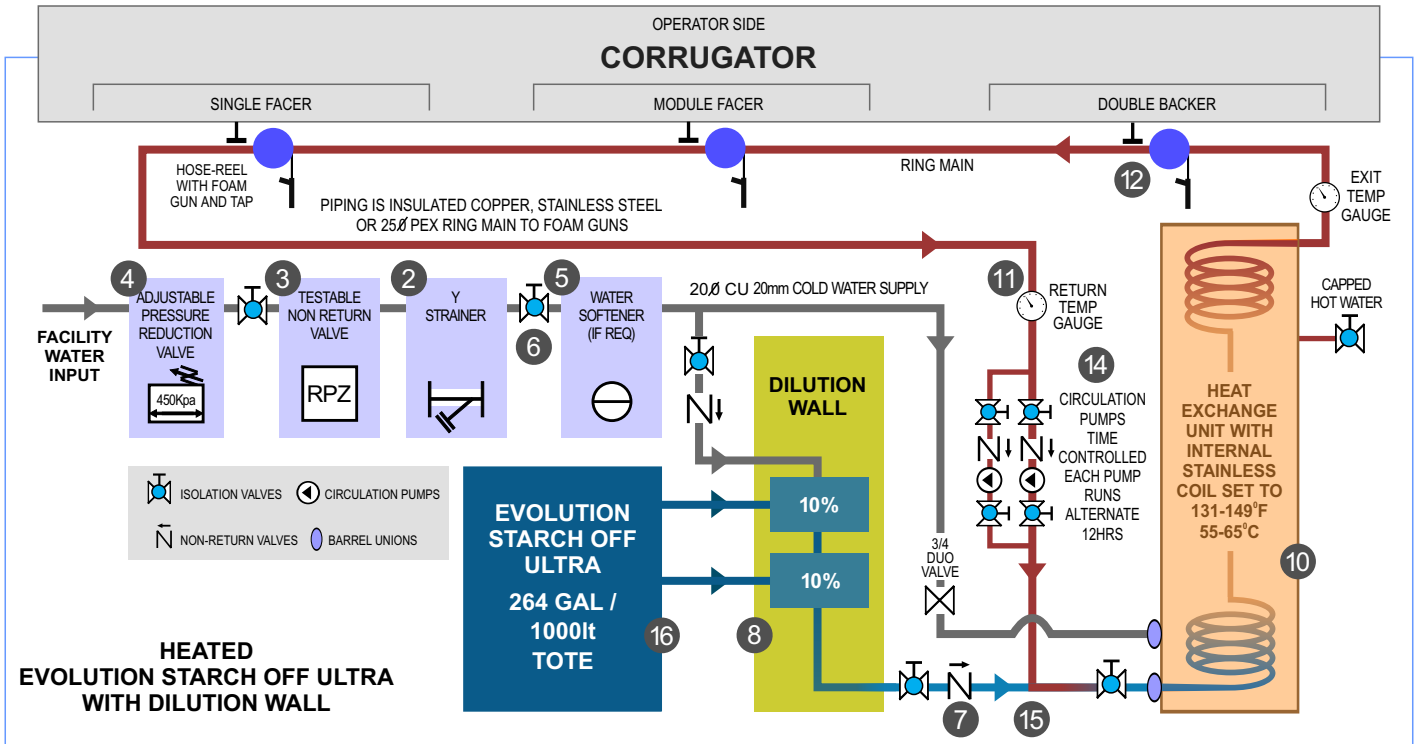 OPERATOR SIDE
CORRUGATOR
SINGLE FACER
MODULE FACER
DOUBLE BACKER
HOSE-REEL
WITH FOAM
GUN AND TAP
RING MAIN
12
EXIT
TEMP
GAUGE
PIPING IS INSULATED COPPER, STAINLESS STEEL
OR 25Ø PEX RING MAIN TO FOAM GUNS
4
ADJUSTABLE
PRESSURE
REDUCTION
VALVE
450Kpa
3
TESTABLE
NON RETURN
VALVE
RPZ
2
Y
STRAINER
6
5
WATER
SOFTENER
(IF REQ)
20Ø CU 20mm COLD WATER SUPPLY
11
RETURN
TEMP
GAUGE
CAPPED
HOT WATER
FACILITY
WATER
INPUT
DILUTION
WALL
14
CIRCULATION
PUMPS
TIME
CONTROLLED
EACH PUMP
RUNS
ALTERNATE
12HRS
HEAT
EXCHANGE
UNIT WITH
INTERNAL
STAINLESS
COIL SET TO
131-149⁰F
55-65⁰C
10
ISOLATION VALVES
CIRCULATION PUMPS
NON-RETURN VALVES
BARREL UNIONS
EVOLUTION
STARCH OFF
ULTRA
264 GAL /
1000lt
TOTE
16
10%
10%
8
3/4
DUO
VALVE
7
15
HEATED
EVOLUTION STARCH OFF ULTRA
WITH DILUTION WALL